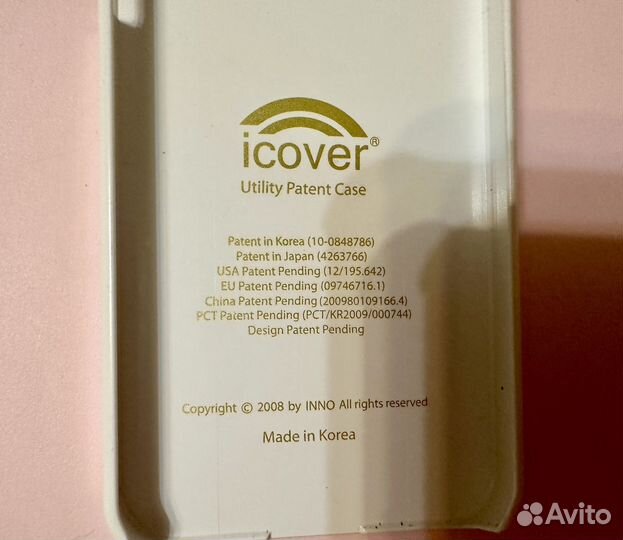 icover®
Utility Patent Case
Patent in Korea (10-0848786)
Patent in Japan (4263766)
USA Patent Pending (12/195.642)
EU Patent Pending (09746716.1)
China Patent Pending (200980109166.4)
PCT Patent Pending (PCT/KR2009/000744)
Design Patent Pending
Copyright © 2008 by INNO All rights reserved
Made in Korea
Avito